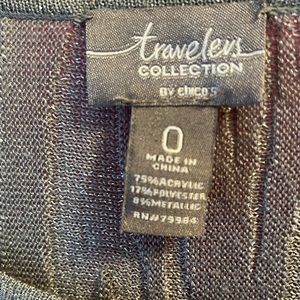 travelers
COLLECTION
BY chico's
0
MADE IN
CHINA
75% ACRYLIC
17% POLYESTER
8% METALLIC
RN# 79984